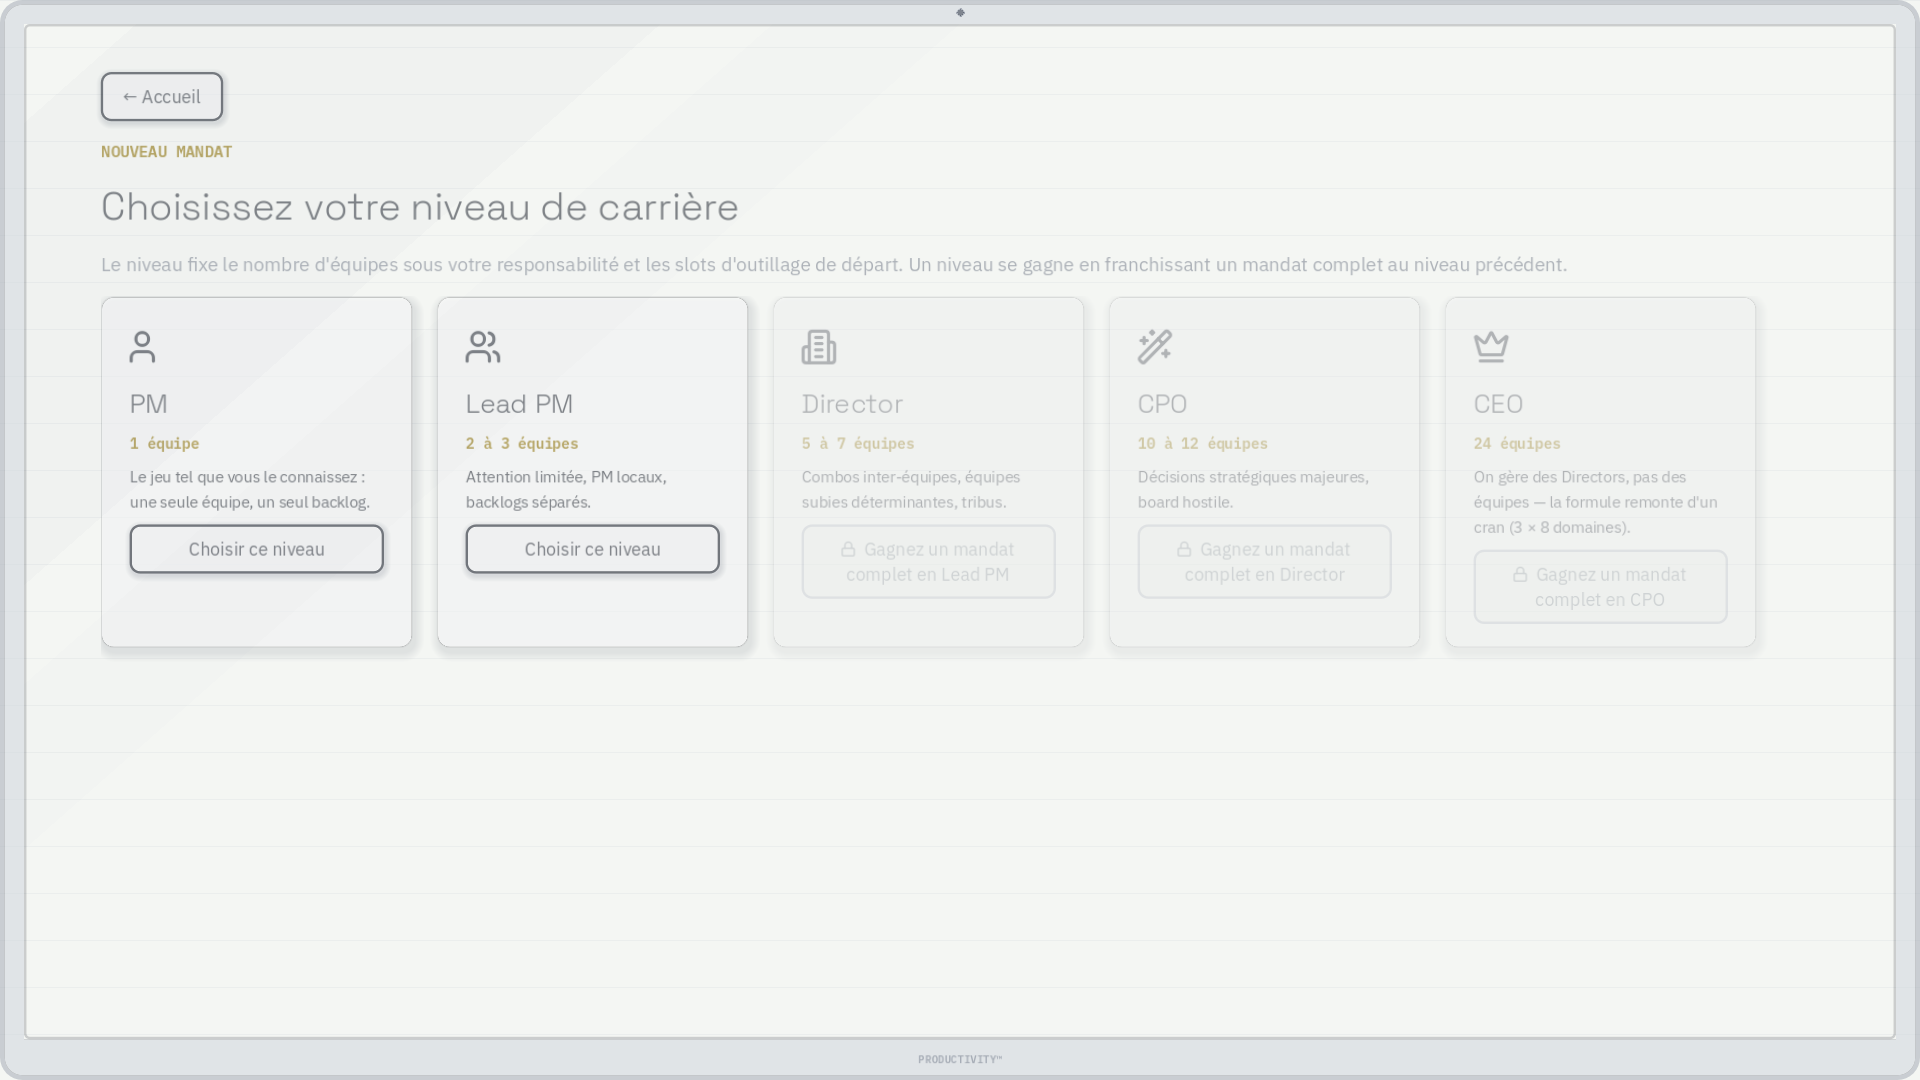 ← Accueil
NOUVEAU MANDAT
Choisissez votre niveau de carrière
Le niveau fixe le nombre d'équipes sous votre responsabilité et les slots d'outillage de départ. Un niveau se gagne en franchissant un mandat complet au niveau précédent.
PM
1 équipe
Le jeu tel que vous le connaissez :
une seule équipe, un seul backlog.
Choisir ce niveau
Lead PM
2 à 3 équipes
Attention limitée, PM locaux,
backlogs séparés.
Choisir ce niveau
Director
5 à 7 équipes
Combos inter-équipes, équipes
subies déterminantes, tribus.
Gagnez un mandat
complet en Lead PM
CPO
10 à 12 équipes
Décisions stratégiques majeures,
board hostile.
Gagnez un mandat
complet en Director
CEO
24 équipes
On gère des Directors, pas des
équipes — la formule remonte d'un
cran (3 × 8 domaines).
Gagnez un mandat
complet en CPO
PRODUCTIVITY™